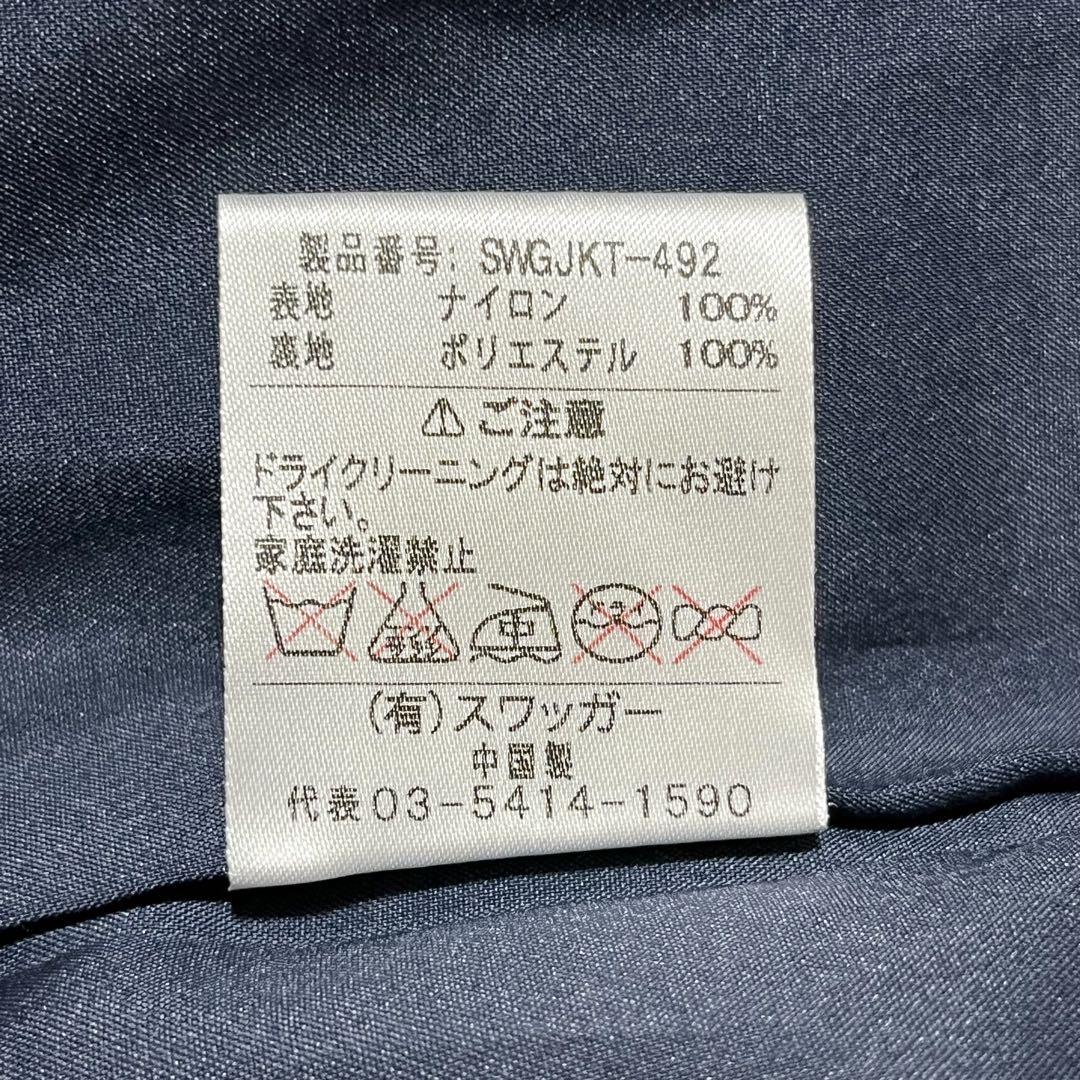 製品番号: SWGJKT-492
表地 ナイロン 100%
裏地 ポリエステル 100%
⚠ご注意
ドライクリーニングは絶対にお避け
下さい。
家庭洗濯禁止
中
(有)スワッガー
中国製
代表03-5414-1590